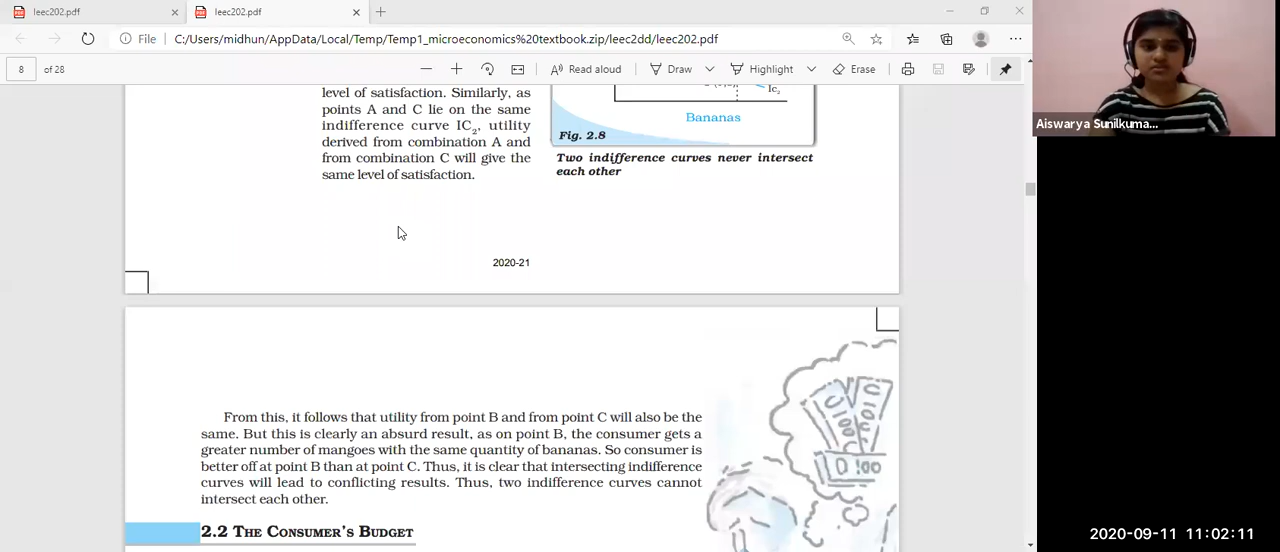 leec202.pdf
leec202.pdf
File
C:/Users/midhun/AppData/Local/Temp/Temp1_microeconomics%20textbook.zip/leec2dd/leec202.pdf
8 of 28
Read aloud
Draw
Highlight
Erase
level of satisfaction. Similarly, as
points A and C lie on the same
indifference curve IC2, utility
derived from combination A and
from combination C will give the
same level of satisfaction.
Ic2
Bananas
Fig. 2.8
Two indifference curves never intersect
each other
2020-21
From this, it follows that utility from point B and from point C will also be the
same. But this is clearly an absurd result, as on point B, the consumer gets a
greater number of mangoes with the same quantity of bananas. So consumer is
better off at point B than at point C. Thus, it is clear that intersecting indifference
curves will lead to conflicting results. Thus, two indifference curves cannot
intersect each other.
2.2 THE CONSUMER'S BUDGET
Aiswarya Sunilkuma...
2020-09-11 11:02:11